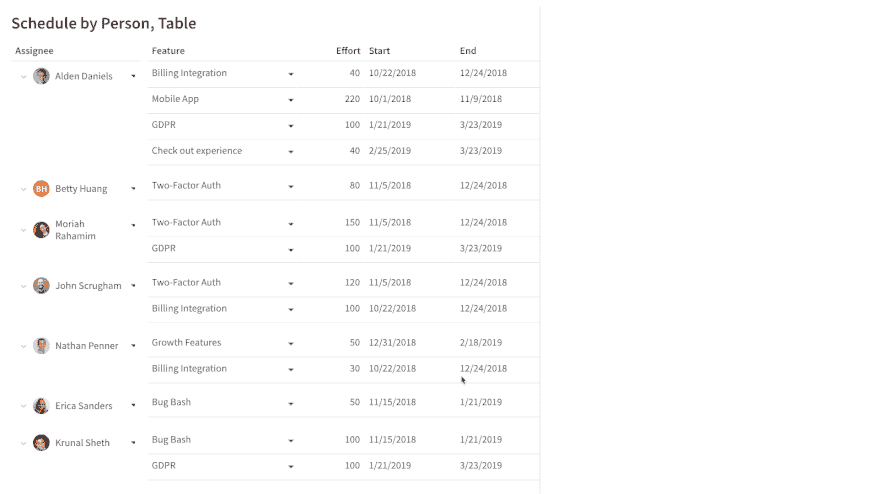 Schedule by Person, Table
Assignee Feature Effort Start End
Alden Daniels Billing Integration 40 10/22/2018 12/24/2018
Mobile App 220 10/1/2018 11/9/2018
GDPR 100 1/21/2019 3/23/2019
Check out experience 40 2/25/2019 3/23/2019
BH Betty Huang Two-Factor Auth 80 11/5/2018 12/24/2018
Moriah Rahamim Two-Factor Auth 150 11/5/2018 12/24/2018
GDPR 100 1/21/2019 3/23/2019
John Scrugham Two-Factor Auth 120 11/5/2018 12/24/2018
Billing Integration 100 10/22/2018 12/24/2018
Nathan Penner Growth Features 50 12/31/2018 2/18/2019
Billing Integration 30 10/22/2018 12/24/2018
Erica Sanders Bug Bash 50 11/15/2018 1/21/2019
Krunal Sheth Bug Bash 100 11/15/2018 1/21/2019
GDPR 100 1/21/2019 3/23/2019